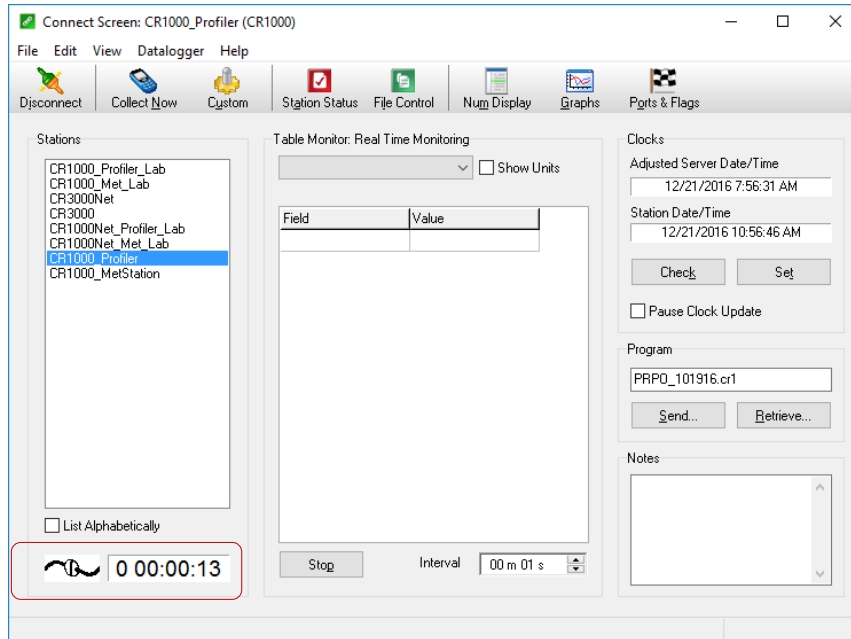 Connect Screen: CR1000_Profiler (CR1000)
File Edit View Datalogger Help
Disconnect Collect Now Custom Station Status File Control Num Display Graphs Ports & Flags
Stations
CR1000_Profiler_Lab
CR1000_Met_Lab
CR3000Net
CR3000
CR1000Net_Profiler_Lab
CR1000Net_Met_Lab
CR1000_Profiler
CR1000_MetStation
List Alphabetically
0 00:00:13
Table Monitor: Real Time Monitoring
Show Units
Field Value
Stop Interval 00 m 01 s
Clocks
Adjusted Server Date/Time
12/21/2016 7:56:31 AM
Station Date/Time
12/21/2016 10:56:46 AM
Check Set
Pause Clock Update
Program
PRPO_101916.cr1
Send... Retrieve...
Notes